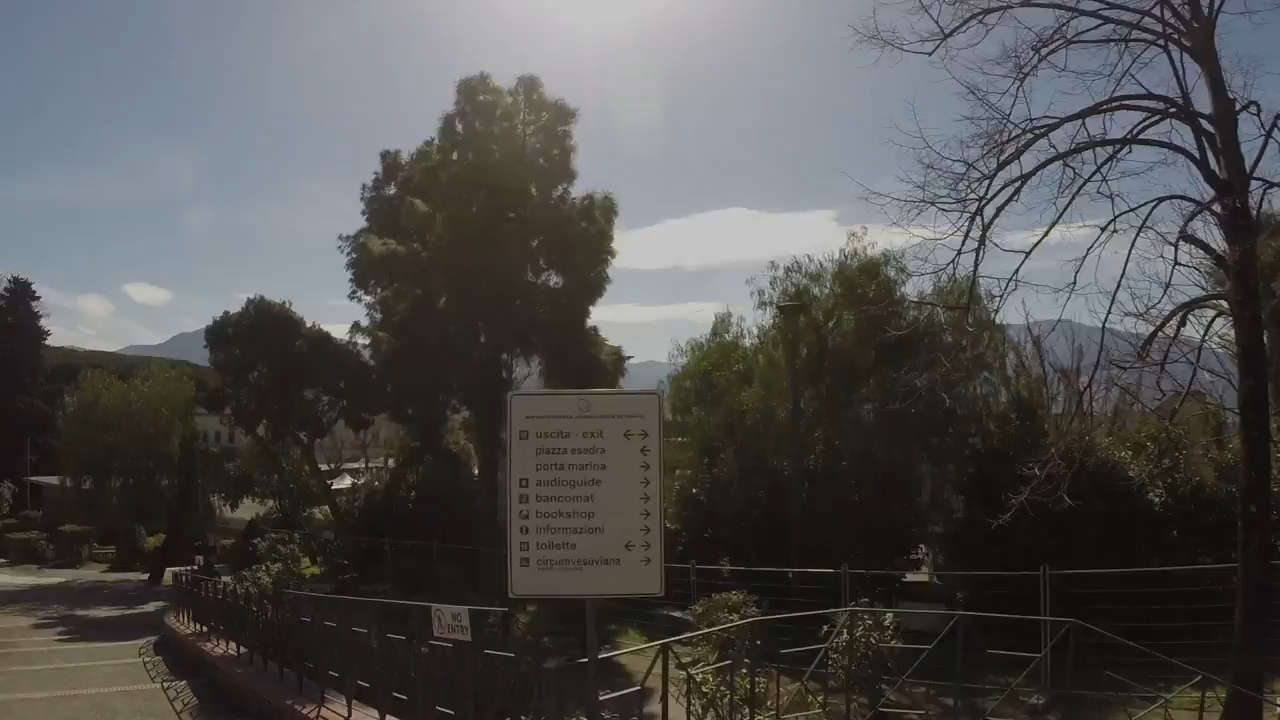 uscita - exit
piazza esedra
porta marina
audioguide
bancomat
bookshop
informazioni
toilette
circumvesuviana
NO
ENTRY